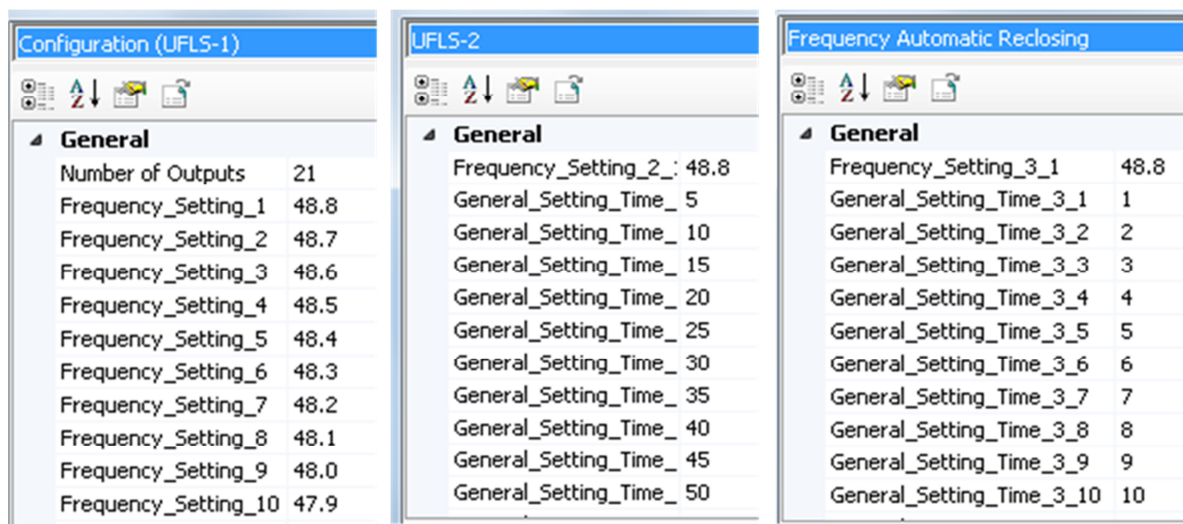 Configuration (UFLS-1)
General
Number of Outputs 21
Frequency_Setting_1 48.8
Frequency_Setting_2 48.7
Frequency_Setting_3 48.6
Frequency_Setting_4 48.5
Frequency_Setting_5 48.4
Frequency_Setting_6 48.3
Frequency_Setting_7 48.2
Frequency_Setting_8 48.1
Frequency_Setting_9 48.0
Frequency_Setting_10 47.9
UFLS-2
General
Frequency_Setting_2_: 48.8
General_Setting_Time_ 5
General_Setting_Time_ 10
General_Setting_Time_ 15
General_Setting_Time_ 20
General_Setting_Time_ 25
General_Setting_Time_ 30
General_Setting_Time_ 35
General_Setting_Time_ 40
General_Setting_Time_ 45
General_Setting_Time_ 50
Frequency Automatic Reclosing
General
Frequency_Setting_3_1 48.8
General_Setting_Time_3_1 1
General_Setting_Time_3_2 2
General_Setting_Time_3_3 3
General_Setting_Time_3_4 4
General_Setting_Time_3_5 5
General_Setting_Time_3_6 6
General_Setting_Time_3_7 7
General_Setting_Time_3_8 8
General_Setting_Time_3_9 9
General_Setting_Time_3_10 10